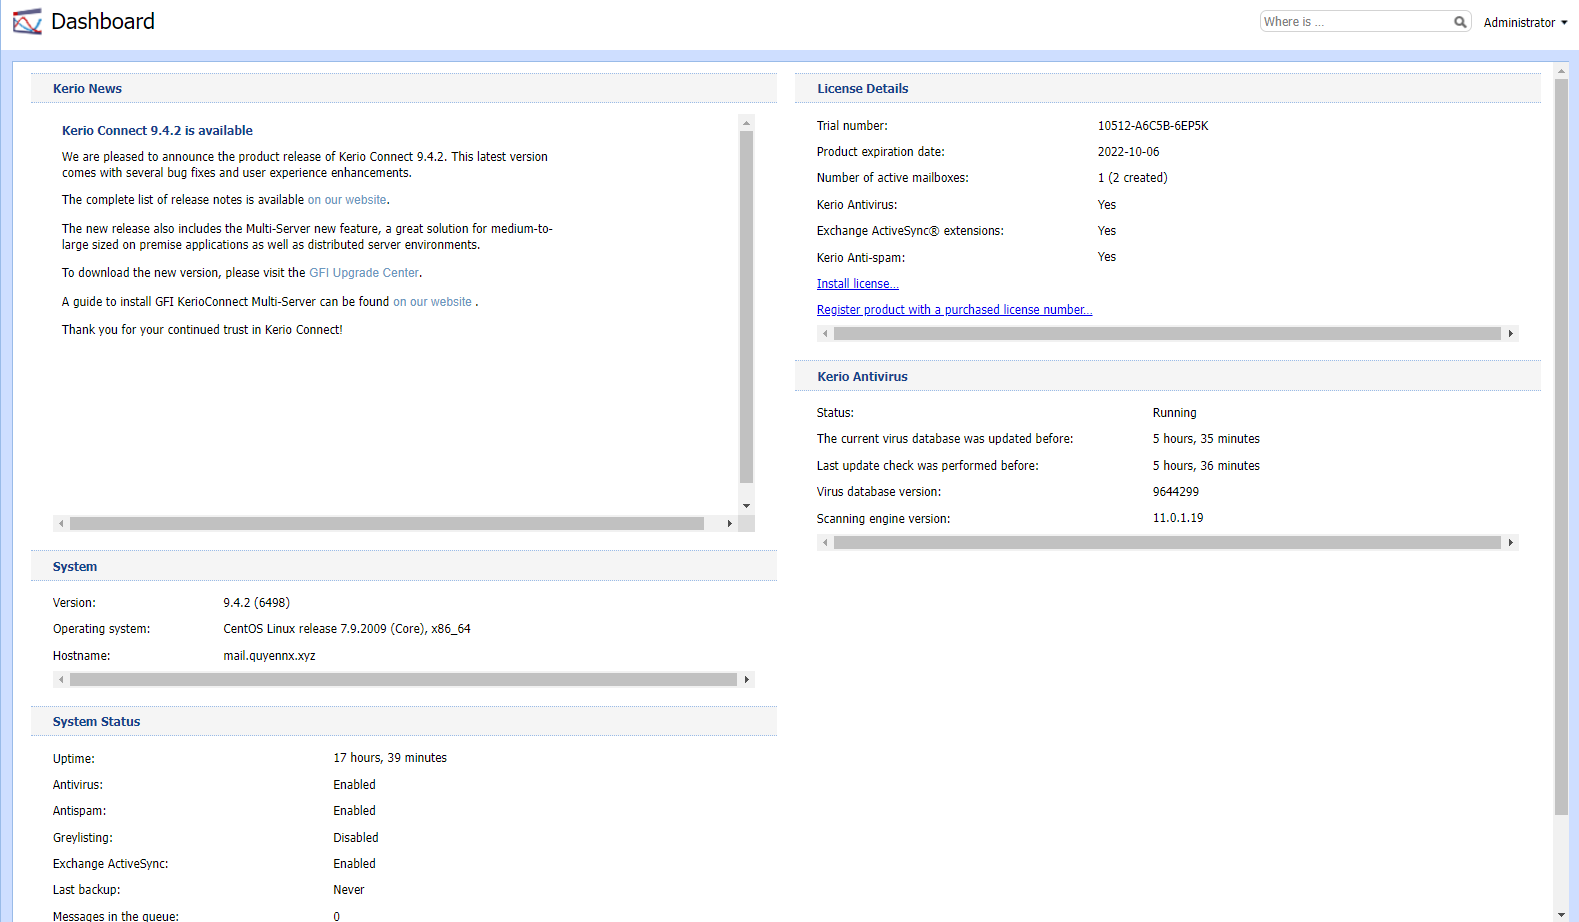 Dashboard
Where is ...
Administrator
Kerio News
Kerio Connect 9.4.2 is available
We are pleased to announce the product release of Kerio Connect 9.4.2. This latest version
comes with several bug fixes and user experience enhancements.
The complete list of release notes is available on our website.
The new release also includes the Multi-Server new feature, a great solution for medium-to-
large sized on premise applications as well as distributed server environments.
To download the new version, please visit the GFI Upgrade Center.
A guide to install GFI KerioConnect Multi-Server can be found on our website .
Thank you for your continued trust in Kerio Connect!
System
Version: 9.4.2 (6498)
Operating system: CentOS Linux release 7.9.2009 (Core), x86_64
Hostname: mail.quyennx.xyz
System Status
Uptime: 17 hours, 39 minutes
Antivirus: Enabled
Antispam: Enabled
Greylisting: Disabled
Exchange ActiveSync: Enabled
Last backup: Never
Messages in the queue: 0
License Details
Trial number: 10512-A6C5B-6EP5K
Product expiration date: 2022-10-06
Number of active mailboxes: 1 (2 created)
Kerio Antivirus: Yes
Exchange ActiveSync® extensions: Yes
Kerio Anti-spam: Yes
Install license...
Register product with a purchased license number...
Kerio Antivirus
Status: Running
The current virus database was updated before: 5 hours, 35 minutes
Last update check was performed before: 5 hours, 36 minutes
Virus database version: 9644299
Scanning engine version: 11.0.1.19